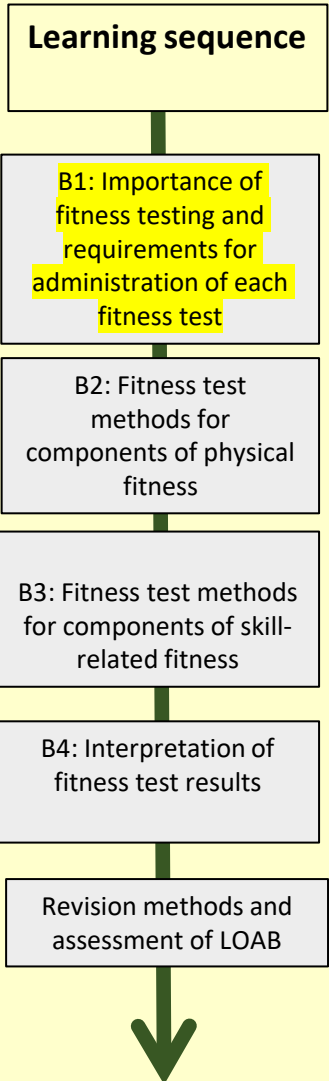 Learning sequence
B1: Importance of
fitness testing and
requirements for
administration of each
fitness test
B2: Fitness test
methods for
components of physical
fitness
B3: Fitness test methods
for components of skill-
related fitness
B4: Interpretation of
fitness test results
Revision methods and
assessment of LOAB